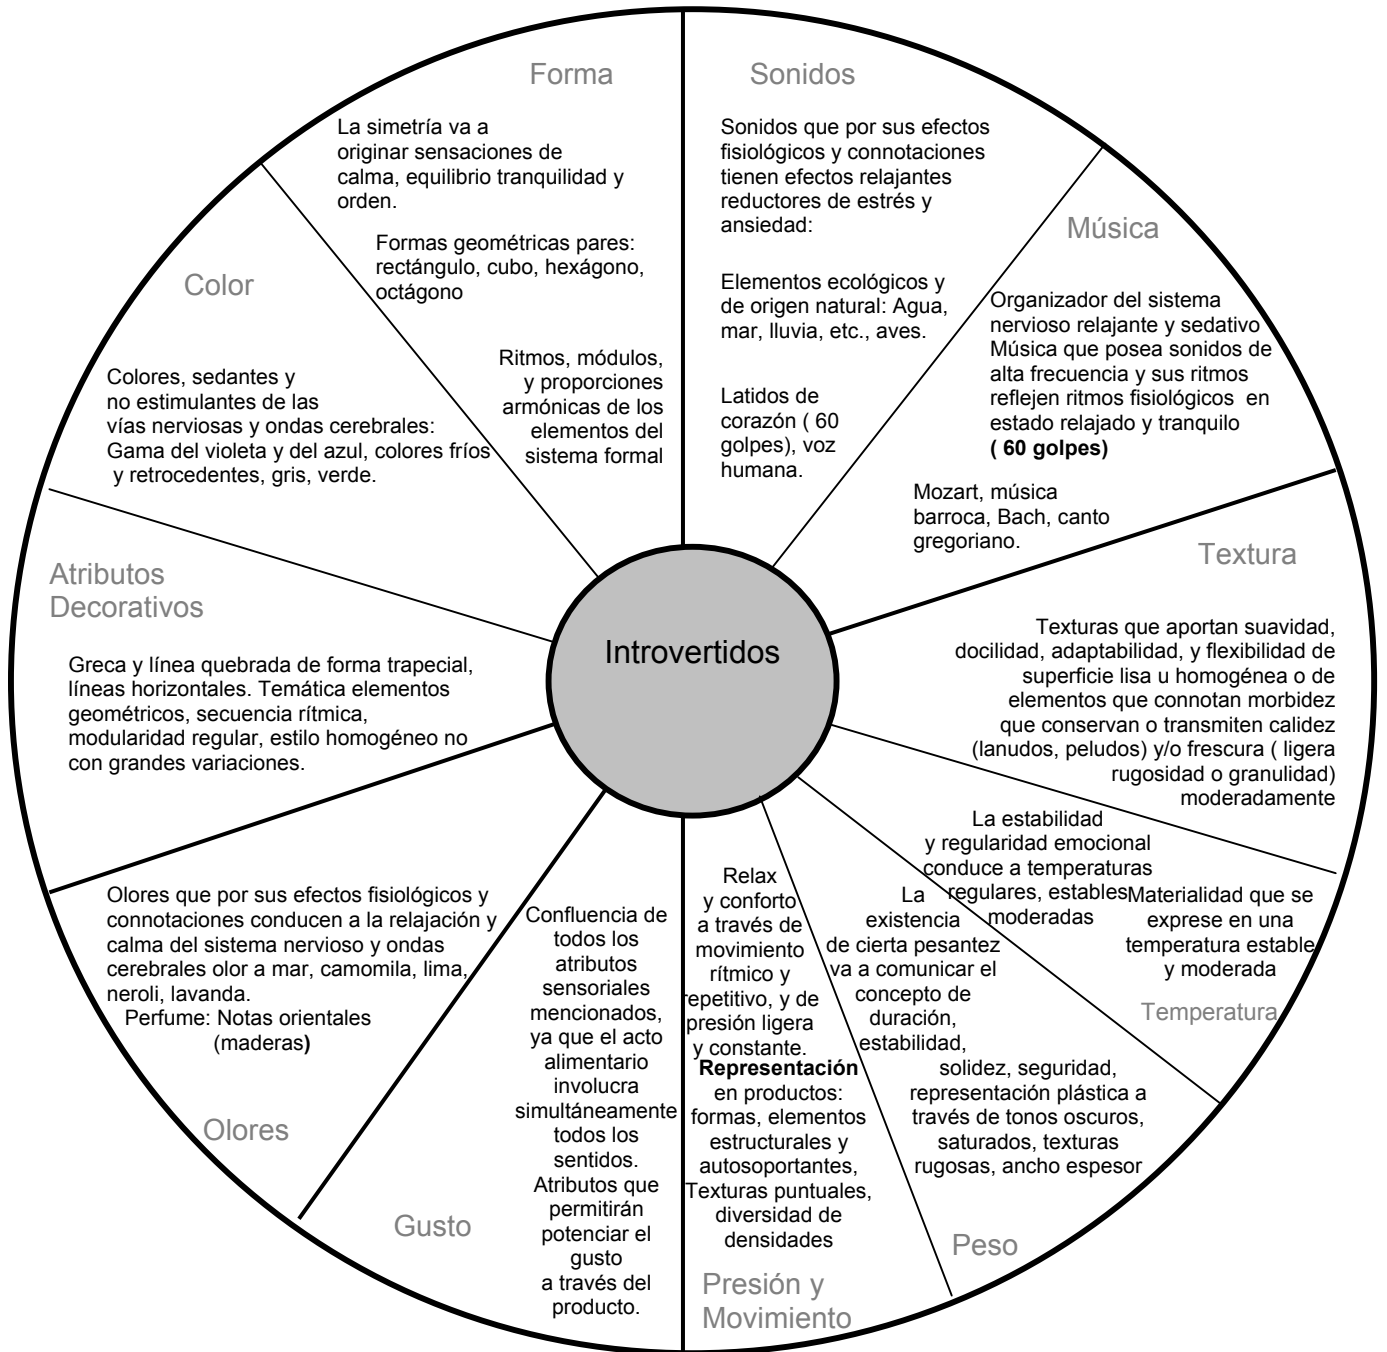 Forma
La simetría va a
originar sensaciones de
calma, equilibrio tranquilidad y
orden.
Formas geométricas pares:
rectángulo, cubo, hexágono,
octágono
Ritmos, módulos,
y proporciones
armónicas de los
elementos del
sistema formal
Sonidos
Sonidos que por sus efectos
fisiológicos y connotaciones
tienen efectos relajantes
reductores de estrés y
ansiedad:
Elementos ecológicos y
de origen natural: Agua,
mar, lluvia, etc., aves.
Latidos de
corazón ( 60
golpes), voz
humana.
Música
Organizador del sistema
nervioso relajante y sedativo
Música que posea sonidos de
alta frecuencia y sus ritmos
reflejen ritmos fisiológicos en
estado relajado y tranquilo
( 60 golpes)
Mozart, música
barroca, Bach, canto
gregoriano.
Textura
Texturas que aportan suavidad,
docilidad, adaptabilidad, y flexibilidad de
superficie lisa u homogénea o de
elementos que connotan morbidez
que conservan o transmiten calidez
(lanudos, peludos) y/o frescura ( ligera
rugosidad o granulidad)
moderadamente
La estabilidad
y regularidad emocional
conduce a temperaturas
regulares, estables
moderadas
Materialidad que se
exprese en una
temperatura estable
y moderada
Temperatura
La
existencia
de cierta pesantez
va a comunicar el
concepto de
duración,
estabilidad,
solidez, seguridad,
representación plástica a
través de tonos oscuros,
saturados, texturas
rugosas, ancho espesor
Peso
Relax
y conforto
a través de
movimiento
rítmico y
repetitivo, y de
presión ligera
y constante.
Representación
en productos:
formas, elementos
estructurales y
autosoportantes,
Texturas puntuales,
diversidad de
densidades
Presión y
Movimiento
Confluencia de
todos los
atributos
sensoriales
mencionados,
ya que el acto
alimentario
involucra
simultáneamente
todos los
sentidos.
Atributos que
permitirán
potenciar el
gusto
a través del
producto.
Gusto
Olores que por sus efectos fisiológicos y
connotaciones conducen a la relajación y
calma del sistema nervioso y ondas
cerebrales olor a mar, camomila, lima,
neroli, lavanda.
Perfume: Notas orientales
(maderas)
Olores
Atributos
Decorativos
Greca y línea quebrada de forma trapecial,
líneas horizontales. Temática elementos
geométricos, secuencia rítmica,
modularidad regular, estilo homogéneo no
con grandes variaciones.
Color
Colores, sedantes y
no estimulantes de las
vías nerviosas y ondas cerebrales:
Gama del violeta y del azul, colores fríos
y retrocedentes, gris, verde.
Introvertidos